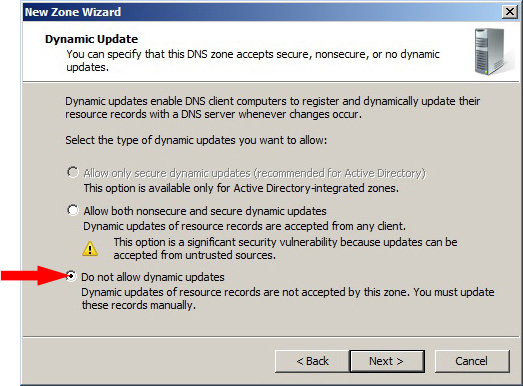 New Zone Wizard
Dynamic Update
You can specify that this DNS zone accepts secure, nonsecure, or no dynamic
updates.
Dynamic updates enable DNS client computers to register and dynamically update their
resource records with a DNS server whenever changes occur.
Select the type of dynamic updates you want to allow:
Allow only secure dynamic updates (recommended for Active Directory)
This option is available only for Active Directory-integrated zones.
Allow both nonsecure and secure dynamic updates
Dynamic updates of resource records are accepted from any client.
This option is a significant security vulnerability because updates can be
accepted from untrusted sources.
Do not allow dynamic updates
Dynamic updates of resource records are not accepted by this zone. You must update
these records manually.
< Back Next > Cancel